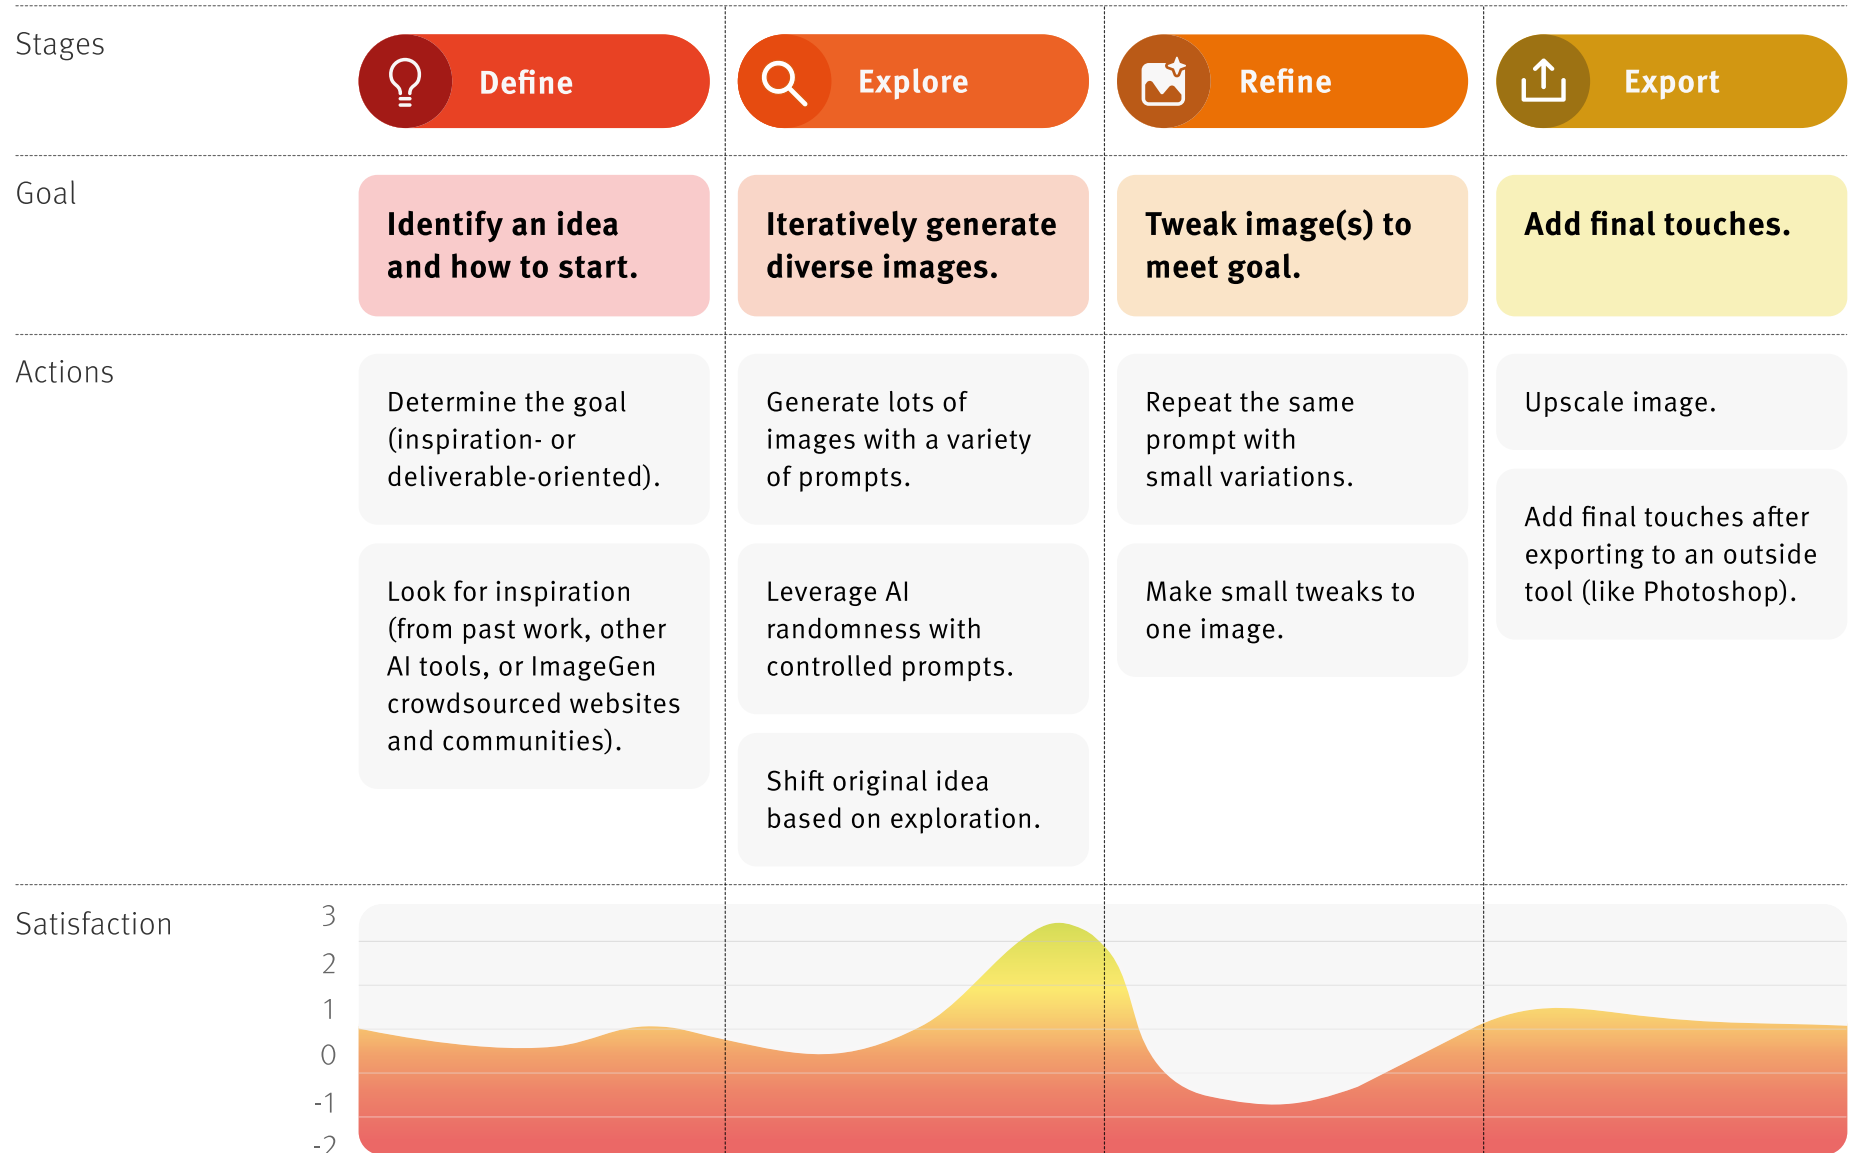 Stages
Define
Explore
Refine
Export
Goal
Identify an idea
and how to start.
Iteratively generate
diverse images.
Tweak image(s) to
meet goal.
Add final touches.
Actions
Determine the goal
(inspiration- or
deliverable-oriented).
Look for inspiration
(from past work, other
AI tools, or ImageGen
crowdsourced websites
and communities).
Generate lots of
images with a variety
of prompts.
Leverage AI
randomness with
controlled prompts.
Shift original idea
based on exploration.
Repeat the same
prompt with
small variations.
Make small tweaks to
one image.
Upscale image.
Add final touches after
exporting to an outside
tool (like Photoshop).
Satisfaction
3
2
1
0
-1
-2